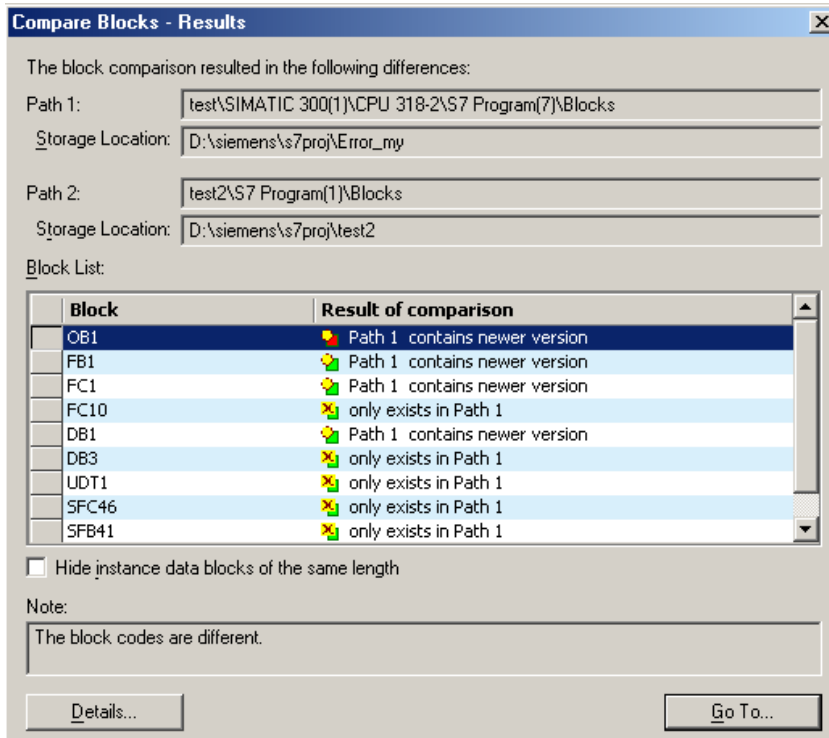 Compare Blocks - Results
The block comparison resulted in the following differences:
Path 1: test\SIMATIC 300(1)\CPU 318-2\S7 Program(7)\Blocks
Storage Location: D:\siemens\s7proj\Error_my
Path 2: test2\S7 Program(1)\Blocks
Storage Location: D:\siemens\s7proj\test2
Block List:
Block Result of comparison
OB1 Path 1 contains newer version
FB1 Path 1 contains newer version
FC1 Path 1 contains newer version
FC10 only exists in Path 1
DB1 Path 1 contains newer version
DB3 only exists in Path 1
UDT1 only exists in Path 1
SFC46 only exists in Path 1
SFB41 only exists in Path 1
Hide instance data blocks of the same length
Note:
The block codes are different.
Details... Go To...